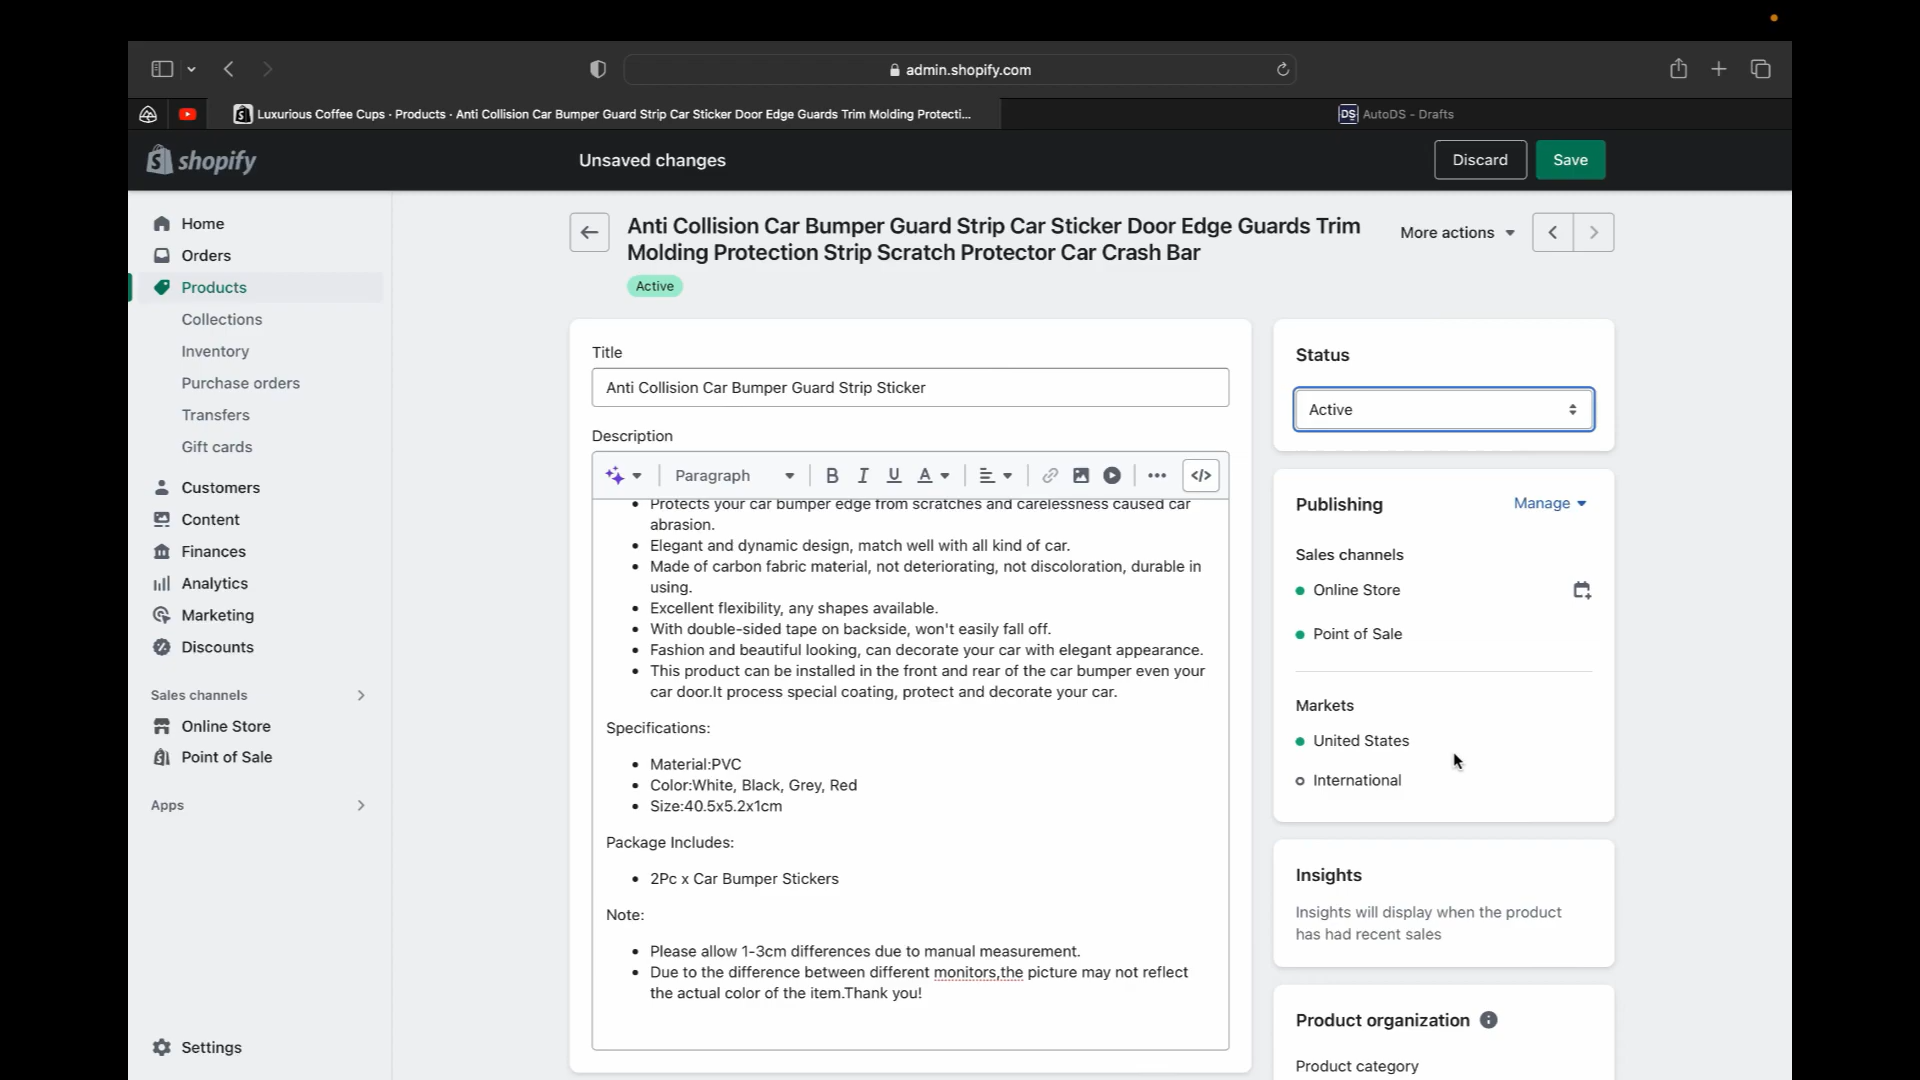 admin.shopify.com
Luxurious Coffee Cups · Products · Anti Collision Car Bumper Guard Strip Car Sticker Door Edge Guards Trim Molding Protecti...
DS AutoDS - Drafts
shopify
Unsaved changes
Discard
Save
Home
Orders
Products
Collections
Inventory
Purchase orders
Transfers
Gift cards
Customers
Content
Finances
Analytics
Marketing
Discounts
Sales channels
Online Store
Point of Sale
Apps
Settings
Anti Collision Car Bumper Guard Strip Car Sticker Door Edge Guards Trim
Molding Protection Strip Scratch Protector Car Crash Bar
Active
More actions
Title
Anti Collision Car Bumper Guard Strip Sticker
Description
Paragraph
B I U A
</>
Protects your car bumper edge from scratches and carelessness caused car
abrasion.
Elegant and dynamic design, match well with all kind of car.
Made of carbon fabric material, not deteriorating, not discoloration, durable in
using.
Excellent flexibility, any shapes available.
With double-sided tape on backside, won't easily fall off.
Fashion and beautiful looking, can decorate your car with elegant appearance.
This product can be installed in the front and rear of the car bumper even your
car door.It process special coating, protect and decorate your car.
Specifications:
Material:PVC
Color:White, Black, Grey, Red
Size:40.5x5.2x1cm
Package Includes:
2Pc x Car Bumper Stickers
Note:
Please allow 1-3cm differences due to manual measurement.
Due to the difference between different monitors,the picture may not reflect
the actual color of the item.Thank you!
Status
Active
Publishing
Manage
Sales channels
Online Store
Point of Sale
Markets
United States
International
Insights
Insights will display when the product
has had recent sales
Product organization
Product category